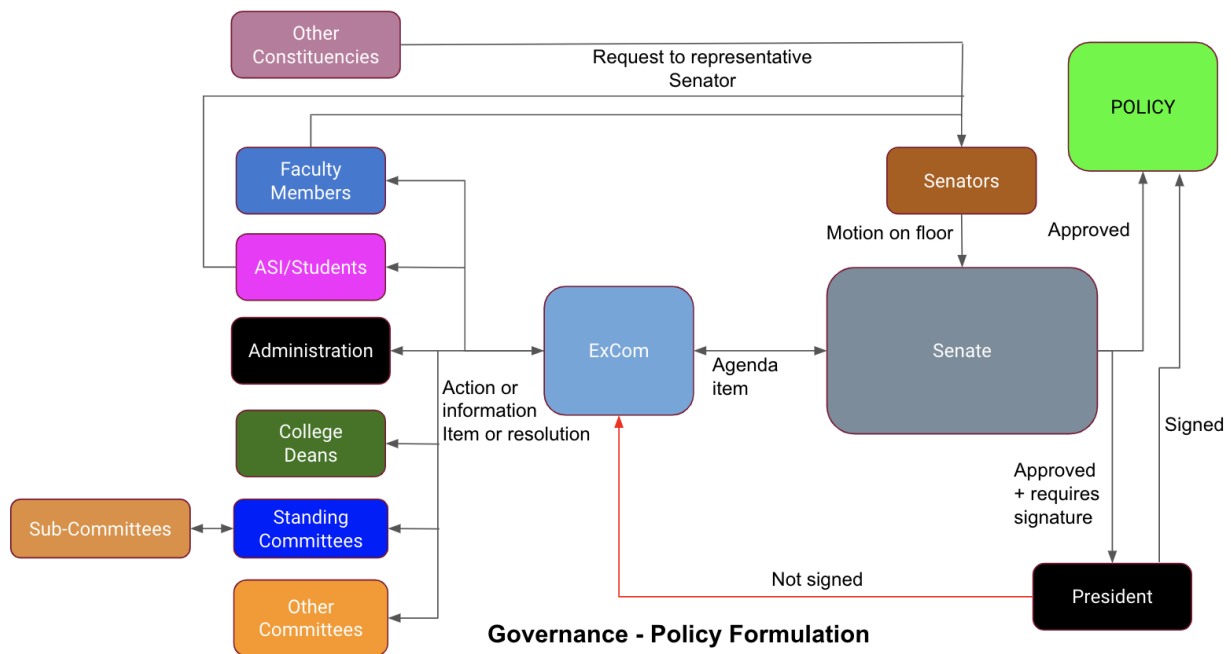 Other
Constituencies
Request to representative
Senator
POLICY
Faculty
Members
Senators
Motion on floor
Approved
ASI/Students
Administration
ExCom
Agenda
item
Senate
Action or
information
Item or resolution
College
Deans
Signed
Approved
+ requires
signature
Sub-Committees
Standing
Committees
Not signed
President
Other
Committees
Governance - Policy Formulation